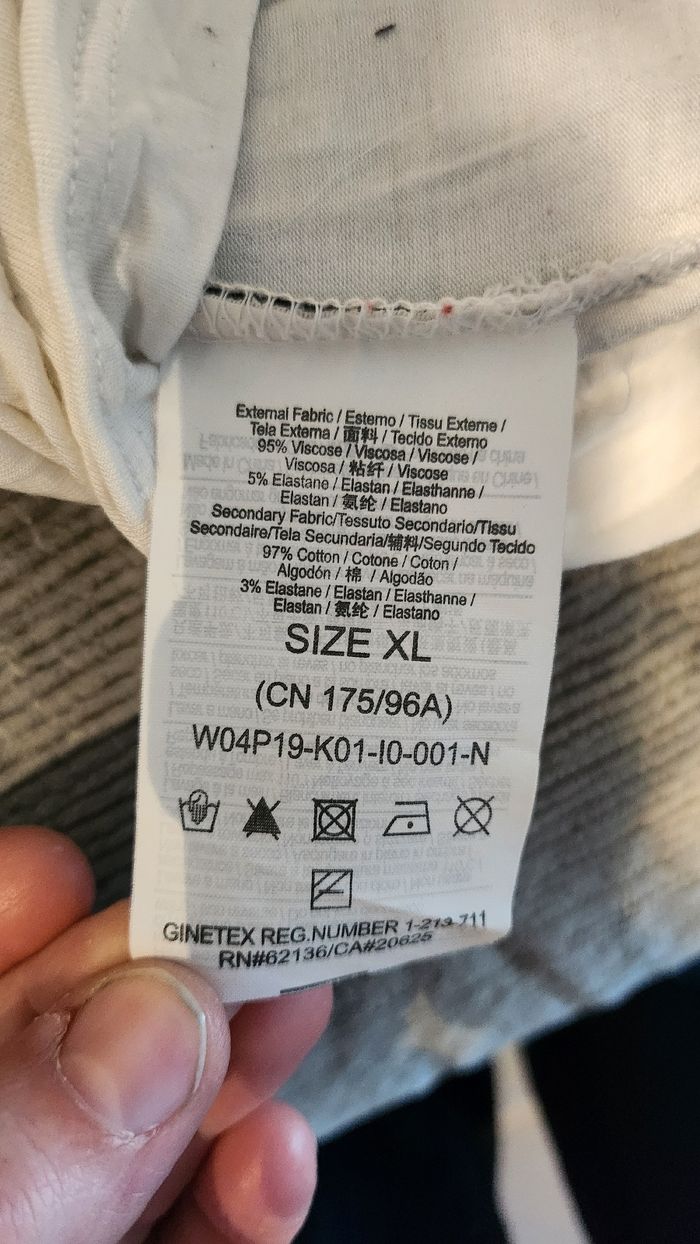 External Fabric / Esterno / Tissu Externe /
Tela Externa / 面料 / Tecido Externo
95% Viscose / Viscosa / Viscose /
Viscosa / 粘纤 / Viscose
5% Elastane / Elastan / Elasthanne /
Elastan / 氨纶 / Elastano
Secondary Fabric/Tessuto Secondario/Tissu
Secondaire/Tela Secundaria/辅料/Segundo Tecido
97% Cotton / Cotone / Coton /
Algodón / 棉 / Algodão
3% Elastane / Elastan / Elasthanne /
Elastan / 氨纶 / Elastano
SIZE XL
(CN 175/96A)
W04P19-K01-I0-001-N
GINETEX REG.NUMBER 1-213-711
RN#62136/CA#20625